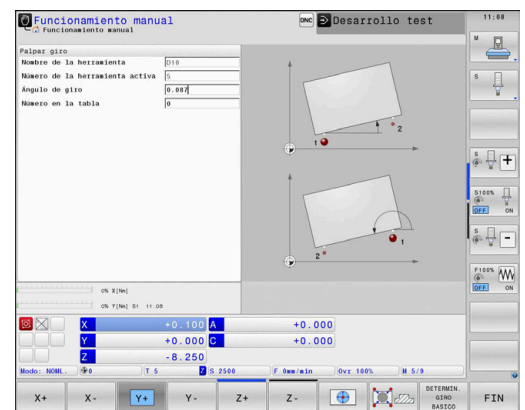 Funcionamiento manual
Funcionamiento manual
DNC
Desarrollo test
11:08
Palpar giro
Nombre de la herramienta D10
Número de la herramienta activa 5
Ángulo de giro 0.087
Número en la tabla 0
1
2
1
2
0% X[Nm]
0% Y[Nm] S1 11:08
X +0.100 A +0.000
Y +0.000 C +0.000
Z -8.250
Modo: NOML. 0 T 5 Z S 2500 F 0mm/min Ovr 100% M 5/9
M
S
S
+
S100%
OFF ON
S
-
F100%
OFF ON
X+ X- Y+ Y- Z+ Z- DETERMIN. GIRO BASICO FIN